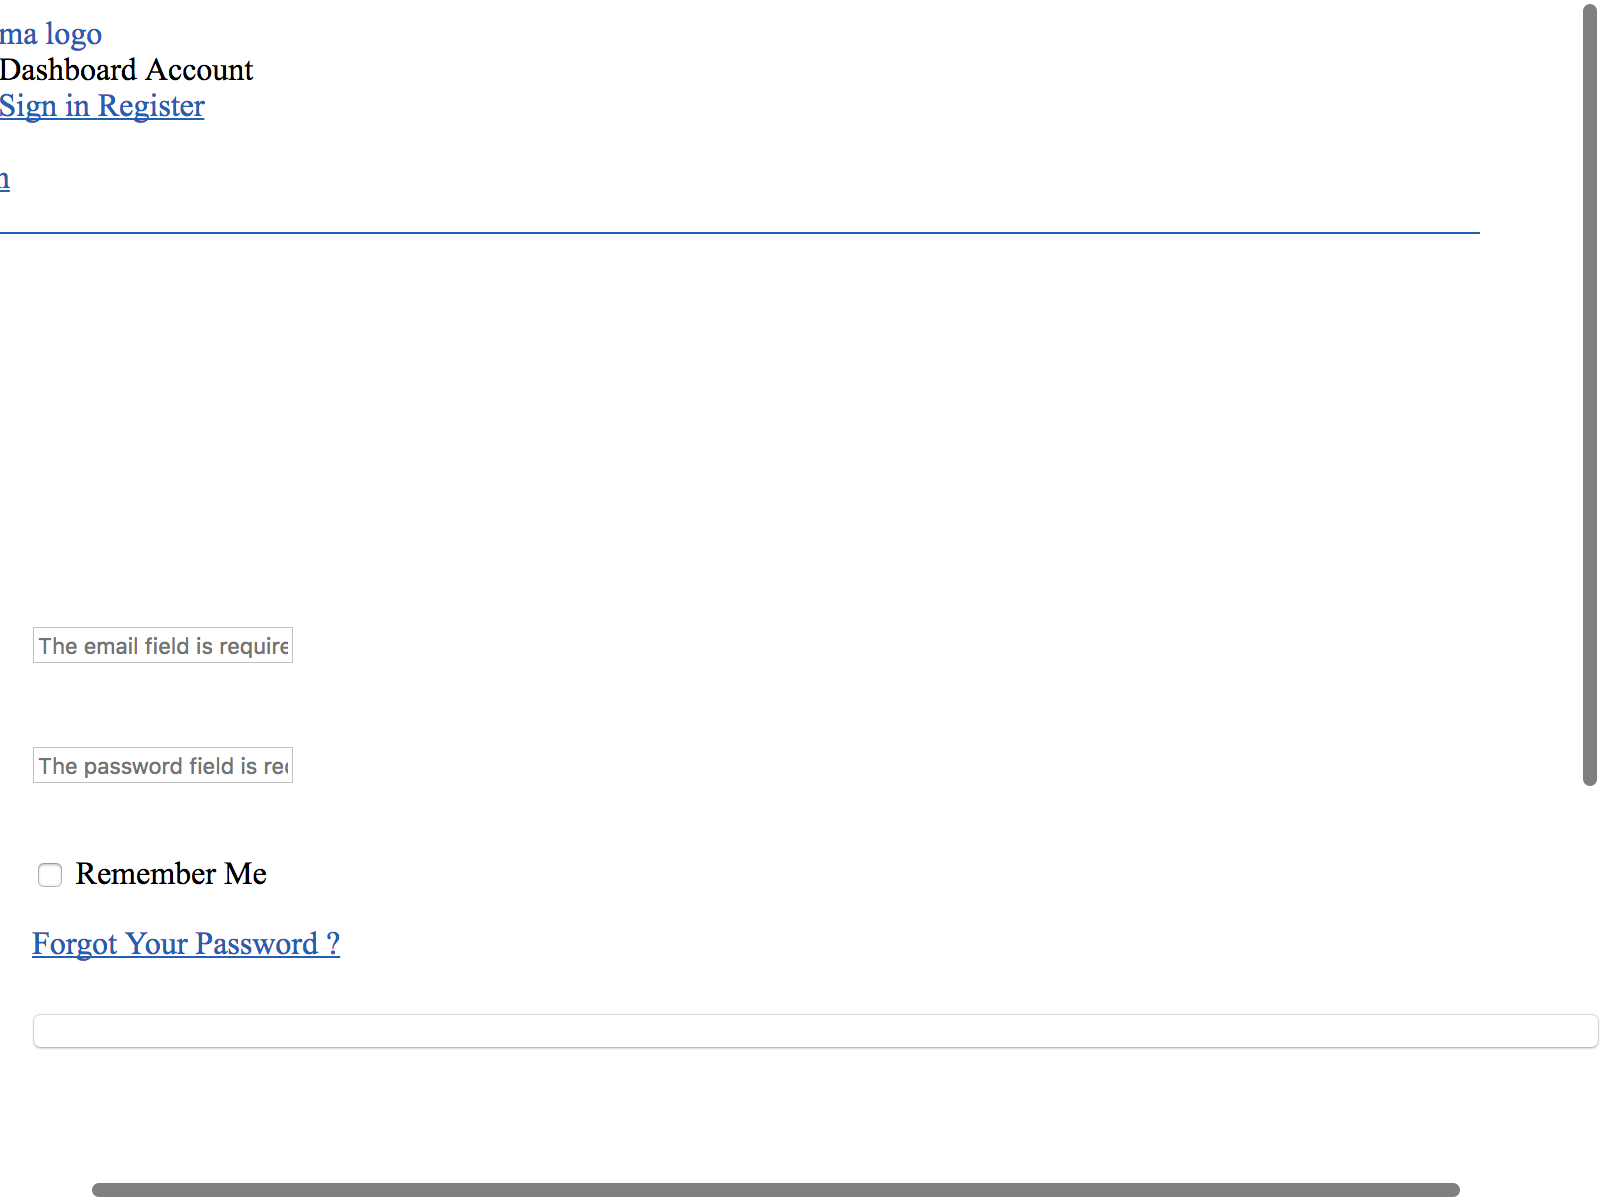 ma logo
Dashboard Account
Sign in Register
n
The email field is require
The password field is re
Remember Me
Forgot Your Password ?